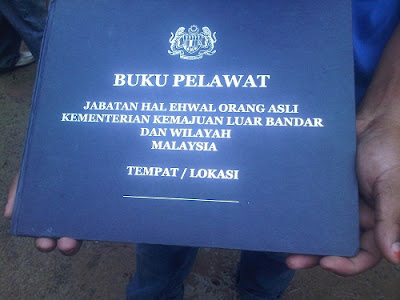 BUKU PELAWAT
JABATAN HAL EHWAL ORANG ASLI
KEMENTERIAN KEMAJUAN LUAR BANDAR
DAN WILAYAH
MALAYSIA
TEMPAT / LOKASI